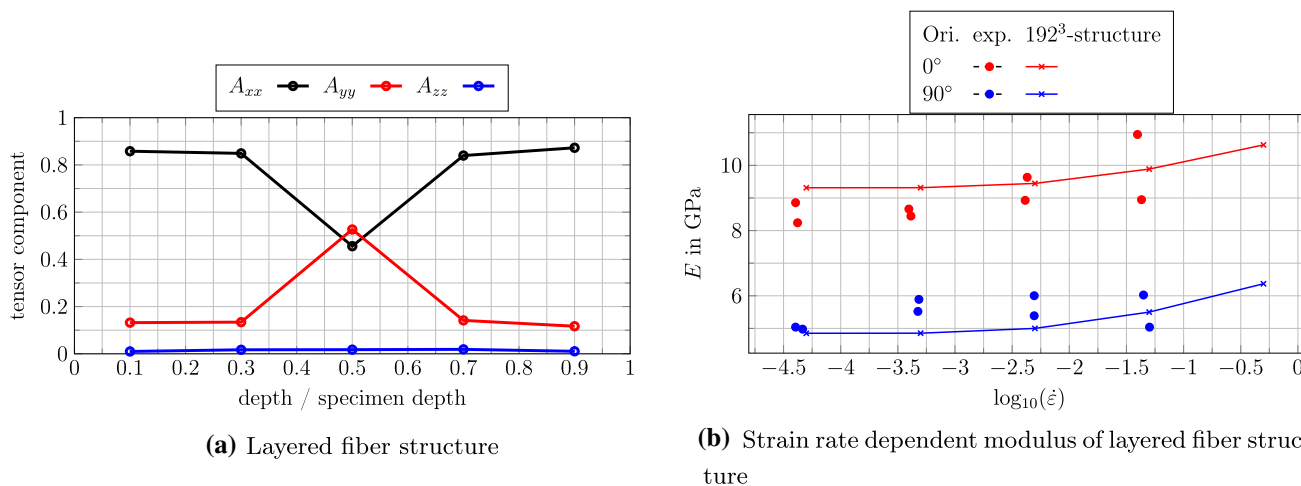 A_xx A_yy A_zz
1
0.8
0.6
0.4
0.2
0
tensor component
0 0.1 0.2 0.3 0.4 0.5 0.6 0.7 0.8 0.9 1
depth / specimen depth
(a) Layered fiber structure
Ori. exp. 192³-structure
0°
90°
10
8
6
E in GPa
−4.5 −4 −3.5 −3 −2.5 −2 −1.5 −1 −0.5 0
log₁₀(ε̇)
(b) Strain rate dependent modulus of layered fiber struc
ture